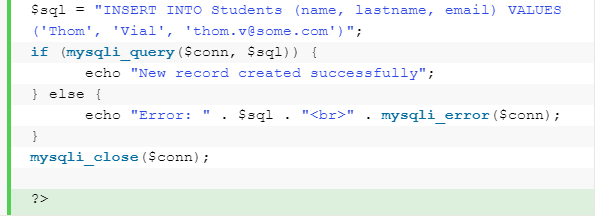 $sql = "INSERT INTO Students (name, lastname, email) VALUES
('Thom', 'Vial', 'thom.v@some.com')";
if (mysqli_query($conn, $sql)) {
echo "New record created successfully";
} else {
echo "Error: " . $sql . "<br>" . mysqli_error($conn);
}
mysqli_close($conn);
?>